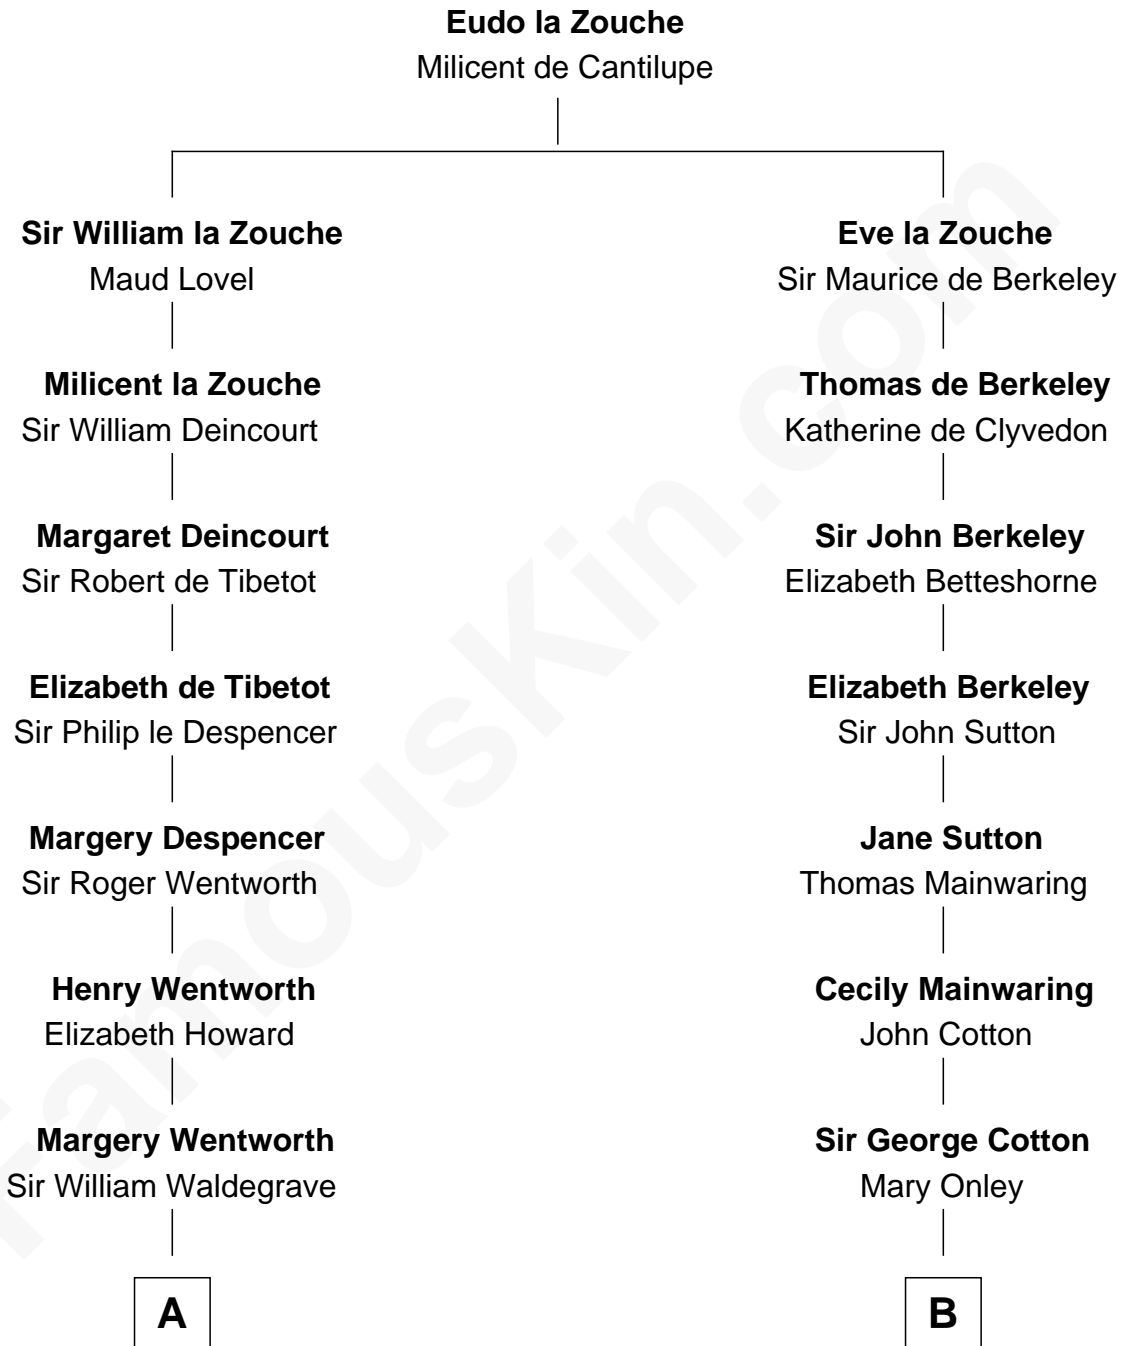 Eudo la Zouche
Milicent de Cantilupe
Sir William la Zouche
Maud Lovel
Milicent la Zouche
Sir William Deincourt
Margaret Deincourt
Sir Robert de Tibetot
Elizabeth de Tibetot
Sir Philip le Despencer
Margery Despencer
Sir Roger Wentworth
Henry Wentworth
Elizabeth Howard
Margery Wentworth
Sir William Waldegrave
A
Eve la Zouche
Sir Maurice de Berkeley
Thomas de Berkeley
Katherine de Clyvedon
Sir John Berkeley
Elizabeth Betteshorne
Elizabeth Berkeley
Sir John Sutton
Jane Sutton
Thomas Mainwaring
Cecily Mainwaring
John Cotton
Sir George Cotton
Mary Onley
B
FamousKin.com